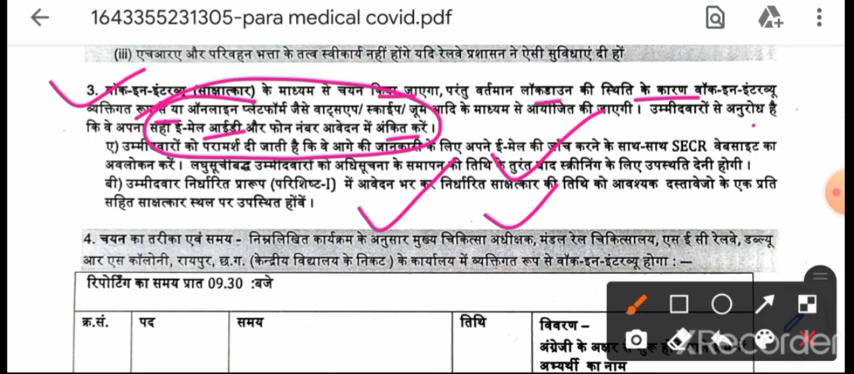 1643355231305-para medical covid.pdf
(iii) एचआरए और परिवहन भत्ता के तत्व स्वीकार्य नहीं होंगे यदि रेलवे प्रशासन ने ऐसी सुविधाएं दी हों
3. वॉक-इन-इंटरव्यू (साक्षात्कार) के माध्यम से चयन किया जाएगा, परंतु वर्तमान लॉकडाउन की स्थिति के कारण वॉक-इन-इंटरव्यू
व्यक्तिगत रूप से या ऑनलाइन प्लेटफॉर्म जैसे वाट्सएप/ स्काईप/ जूम आदि के माध्यम से आयोजित की जाएगी। उम्मीदवारों से अनुरोध है
कि वे अपना सही ई-मेल आईडी और फोन नंबर आवेदन में अंकित करें।
ए) उम्मीदवारों को परामर्श दी जाती है कि वे आगे की जानकारी के लिए अपने ई-मेल की जाँच करने के साथ-साथ SECR वेबसाइट का
अवलोकन करें। लघुसूचीबद्ध उम्मीदवारों को अधिसूचना के समापन की तिथि के तुरंत बाद स्क्रीनिंग के लिए उपस्थति देनी होगी।
बी) उम्मीदवार निर्धारित प्रारूप (परिशिष्ट-I) में आवेदन भर कर निर्धारित साक्षत्कार की तिथि को आवश्यक दस्तावेजो के एक प्रति
सहित साक्षत्कार स्थल पर उपस्थित होंबें।
4. चयन का तरीका एवं समय - निम्नलिखित कार्यक्रम के अनुसार मुख्य चिकित्सा अधीक्षक, मंडल रेल चिकित्सालय, एस ई सी रेलवे, डब्ल्यू
आर एस कॉलोनी, रायपुर, छ.ग. (केन्द्रीय विद्यालय के निकट) के कार्यालय में व्यक्तिगत रूप से वॉक-इन-इंटरव्यू होगा : —
रिपोर्टिंग का समय प्रात 09.30 :बजे
क्र.सं. पद समय तिथि विवरण –
अंग्रेजी के अक्षर से शुरू
अभ्यर्थी का नाम
XRecorder